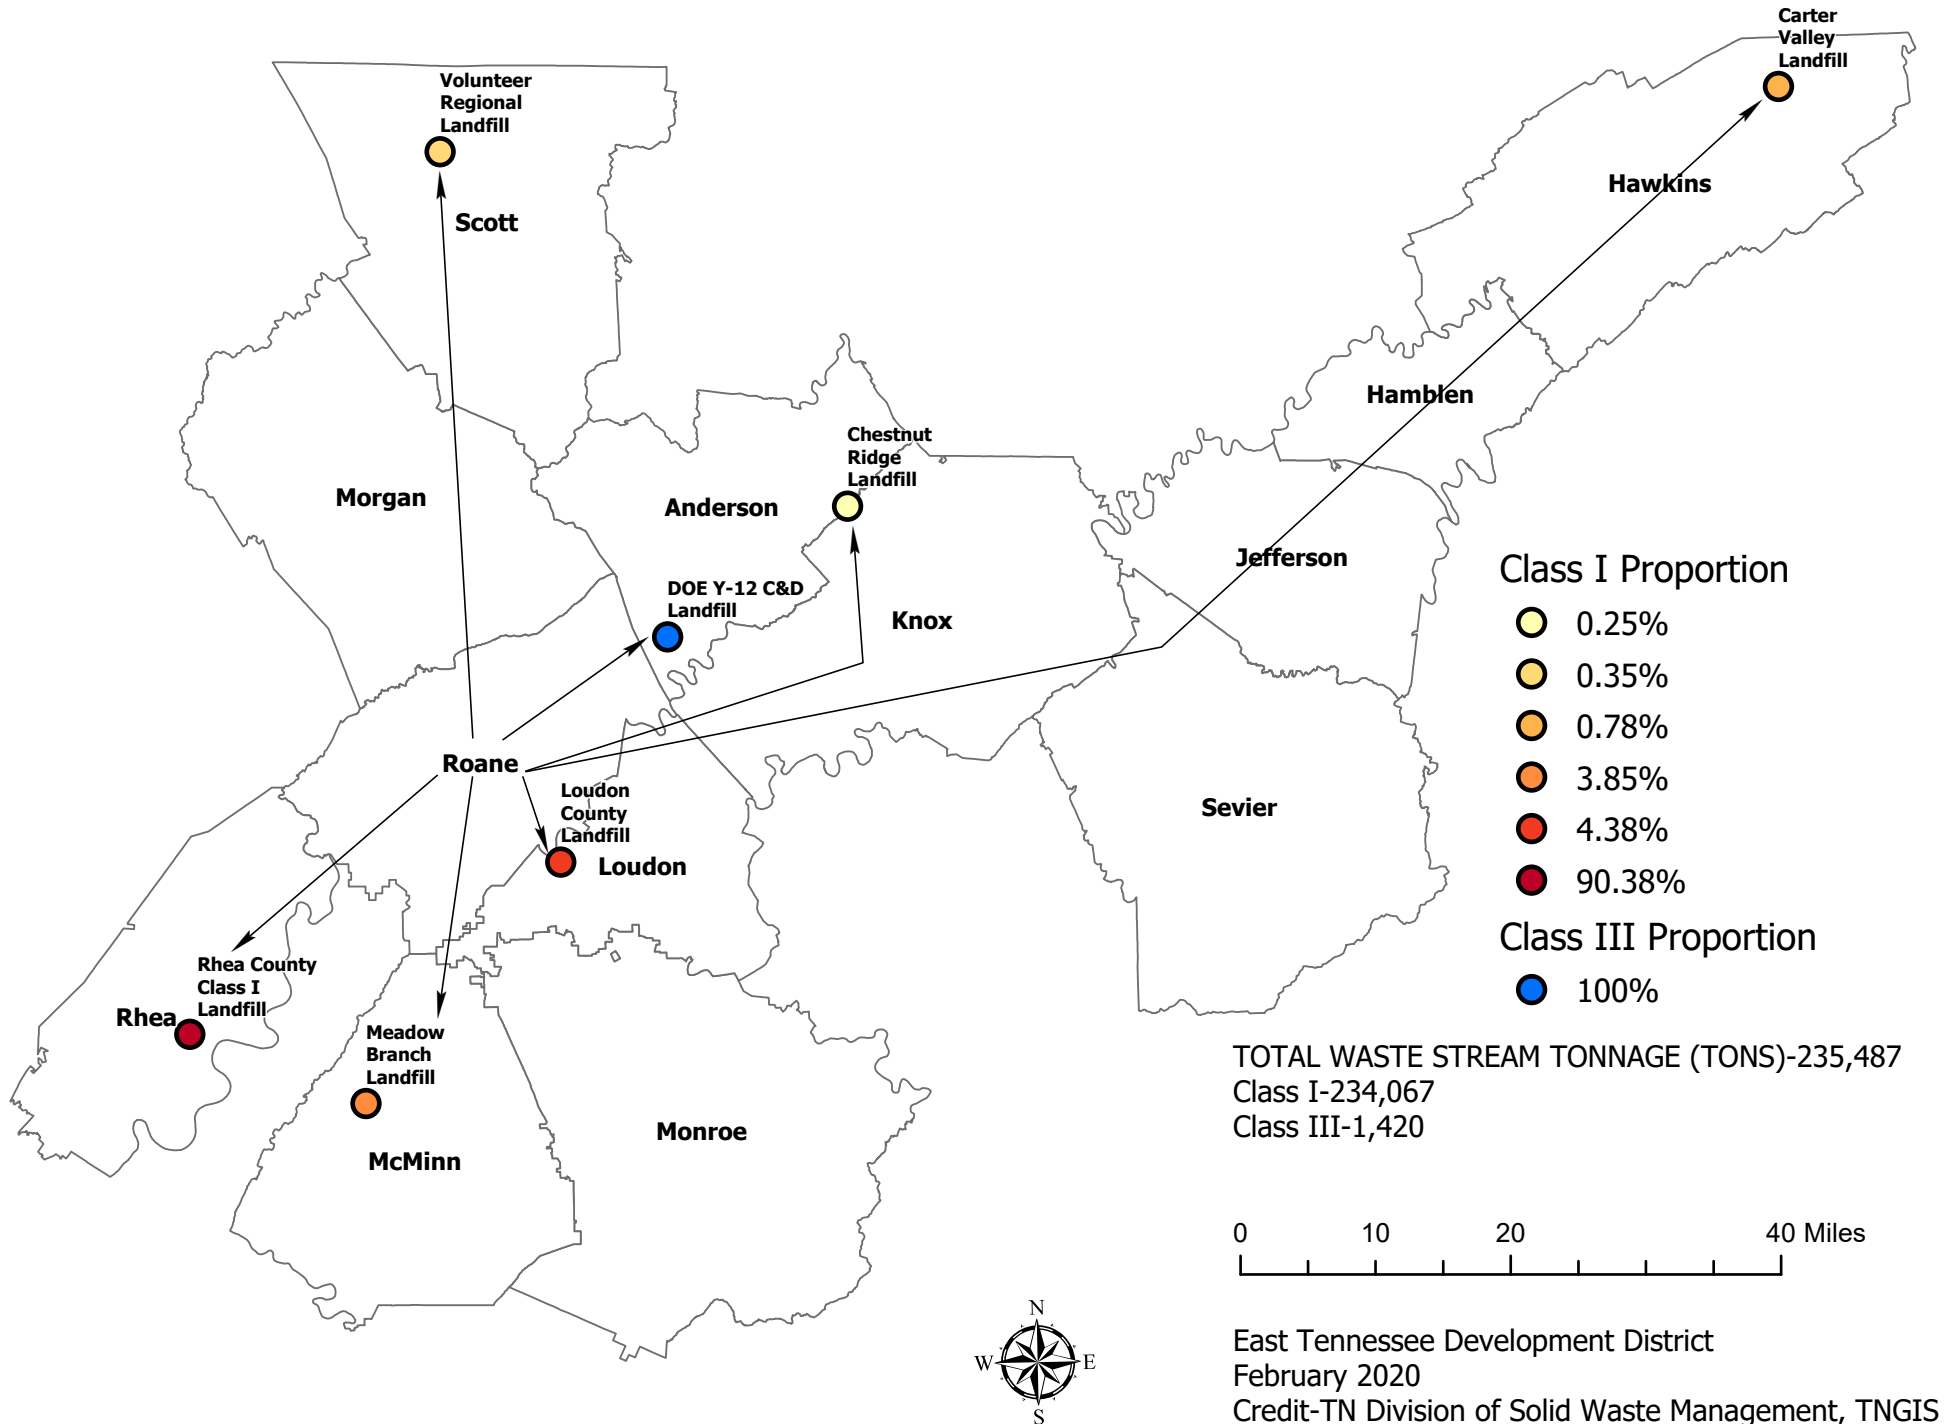 Carter
Valley
Landfill
Volunteer
Regional
Landfill
Hawkins
Scott
Hamblen
Chestnut
Ridge
Landfill
Morgan
Anderson
Jefferson
DOE Y-12 C&D
Landfill
Knox
Roane
Loudon
County
Landfill
Loudon
Sevier
Rhea County
Class I
Landfill
Rhea
Meadow
Branch
Landfill
McMinn
Monroe
Class I Proportion
0.25%
0.35%
0.78%
3.85%
4.38%
90.38%
Class III Proportion
100%
TOTAL WASTE STREAM TONNAGE (TONS)-235,487
Class I-234,067
Class III-1,420
0 10 20 40 Miles
N
W E
S
East Tennessee Development District
February 2020
Credit-TN Division of Solid Waste Management, TNGIS